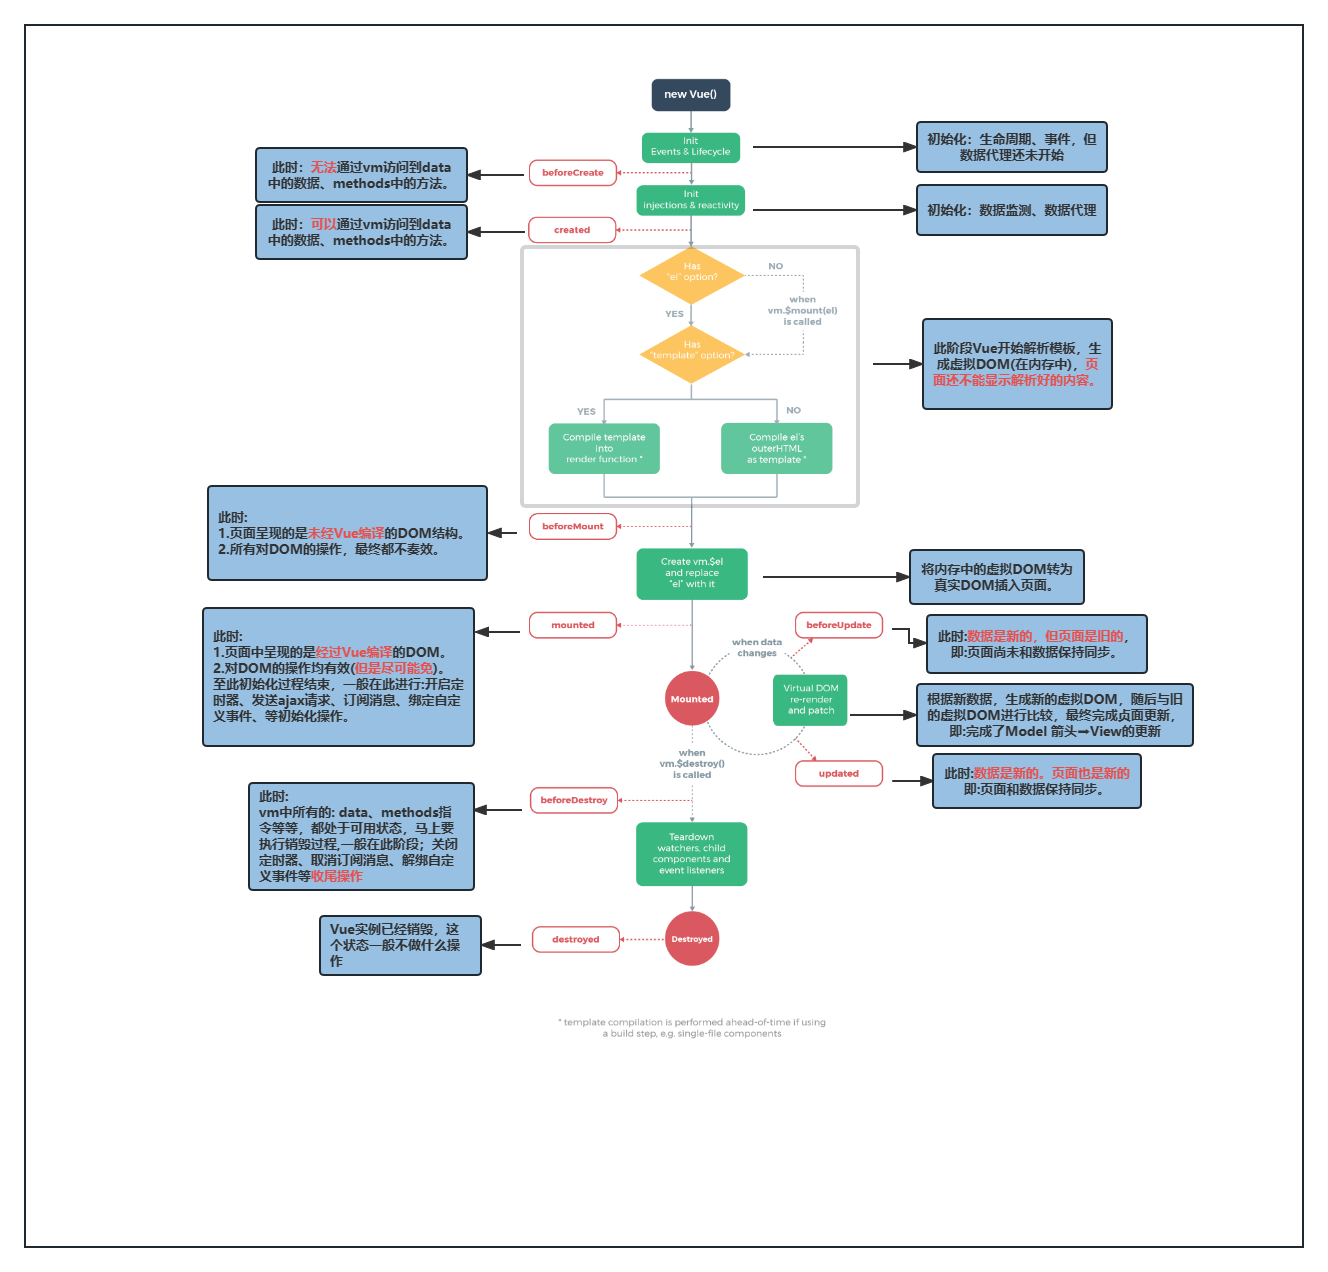 new Vue()
Init
Events & Lifecycle
初始化：生命周期、事件，但
数据代理还未开始
此时：无法通过vm访问到data
中的数据、methods中的方法。
beforeCreate
Init
injections & reactivity
初始化：数据监测、数据代理
此时：可以通过vm访问到data
中的数据、methods中的方法。
created
Has
"el" option?
NO
when
vm.$mount(el)
is called
YES
Has
"template" option?
此阶段Vue开始解析模板，生
成虚拟DOM(在内存中)，页
面还不能显示解析好的内容。
YES
NO
Compile template
into
render function *
Compile el's
outerHTML
as template *
此时:
1.页面呈现的是未经Vue编译的DOM结构。
2.所有对DOM的操作，最终都不奏效。
beforeMount
Create vm.$el
and replace
"el" with it
将内存中的虚拟DOM转为
真实DOM插入页面。
此时:
1.页面中呈现的是经过Vue编译的DOM。
2.对DOM的操作均有效(但是尽可能免)。
至此初始化过程结束，一般在此进行:开启定
时器、发送ajax请求、订阅消息、绑定自定
义事件、等初始化操作。
mounted
beforeUpdate
此时:数据是新的，但页面是旧的，
即:页面尚未和数据保持同步。
when data
changes
Mounted
Virtual DOM
re-render
and patch
根据新数据，生成新的虚拟DOM，随后与旧
的虚拟DOM进行比较，最终完成页面更新，
即:完成了Model 箭头➞View的更新
when
vm.$destroy()
is called
updated
此时:数据是新的。页面也是新的
即:页面和数据保持同步。
此时:
vm中所有的: data、methods指
令等等，都处于可用状态，马上要
执行销毁过程,一般在此阶段；关闭
定时器、取消订阅消息、解绑自定
义事件等收尾操作
beforeDestroy
Teardown
watchers, child
components and
event listeners
Vue实例已经销毁，这
个状态一般不做什么操
作
destroyed
Destroyed
* template compilation is performed ahead-of-time if using
a build step, e.g. single-file components